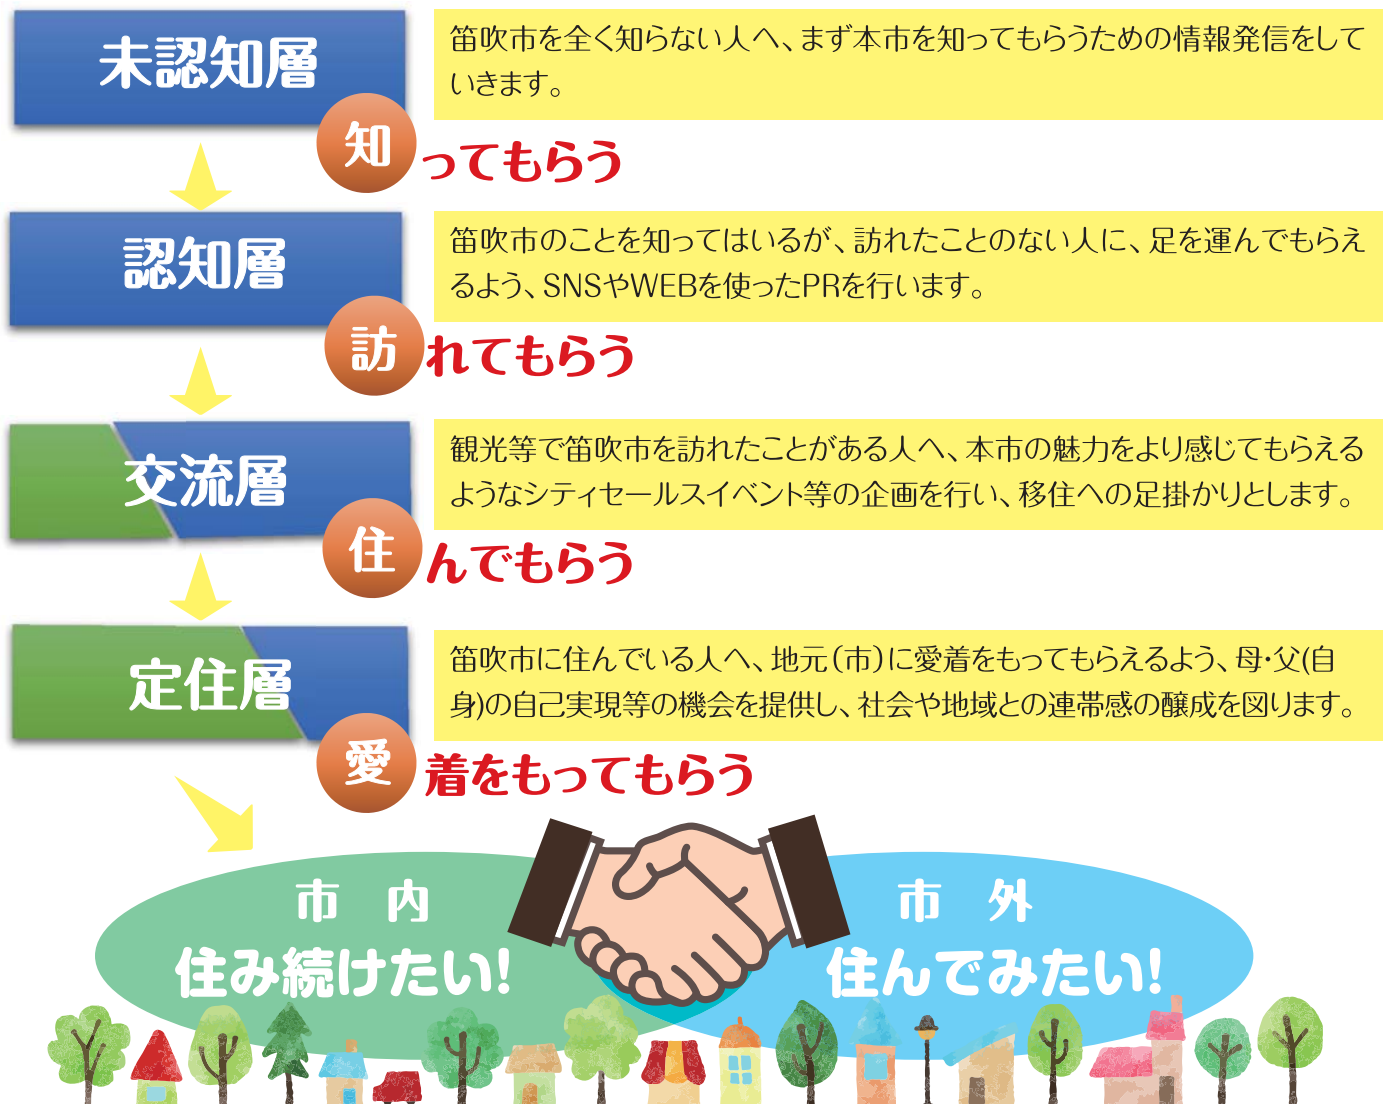 未認知層
笛吹市を全く知らない人へ、まず本市を知ってもらうための情報発信をして
いきます。
知ってもらう
認知層
笛吹市のことを知ってはいるが、訪れたことのない人に、足を運んでもらえ
るよう、SNSやWEBを使ったPRを行います。
訪れてもらう
交流層
観光等で笛吹市を訪れたことがある人へ、本市の魅力をより感じてもらえる
ようなシティセールスイベント等の企画を行い、移住への足掛かりとします。
住んでもらう
定住層
笛吹市に住んでいる人へ、地元（市）に愛着をもってもらえるよう、母・父(自
身)の自己実現等の機会を提供し、社会や地域との連帯感の醸成を図ります。
愛着をもってもらう
市　内
住み続けたい!
市　外
住んでみたい!